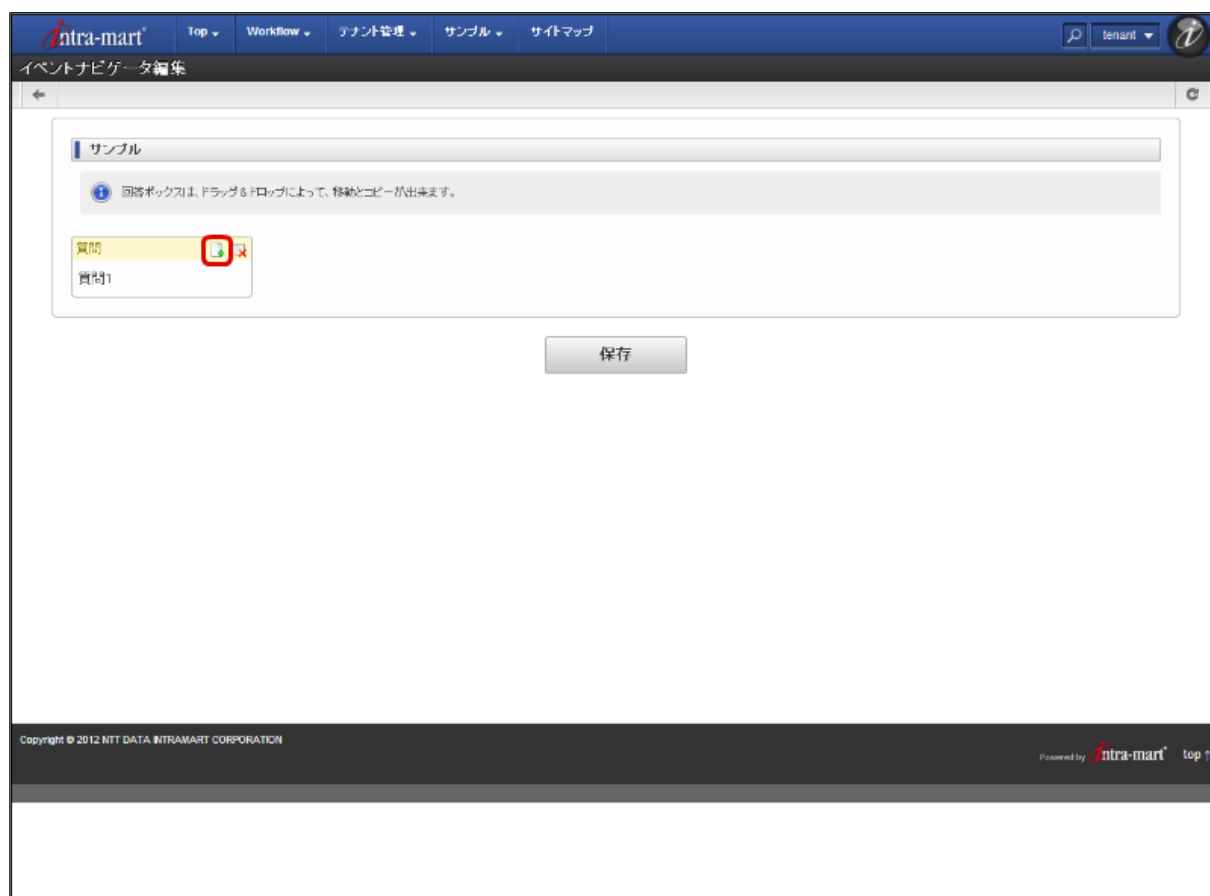 intra-mart Top Workflow テナント管理 サンプル サイトマップ tenant
イベントナビゲータ編集
サンプル
回答ボックスは、ドラッグ&ドロップによって、移動とコピーが出来ます。
質問
質問1
保存
Copyright © 2012 NTT DATA INTRAMART CORPORATION
Powered by intra-mart top ↑